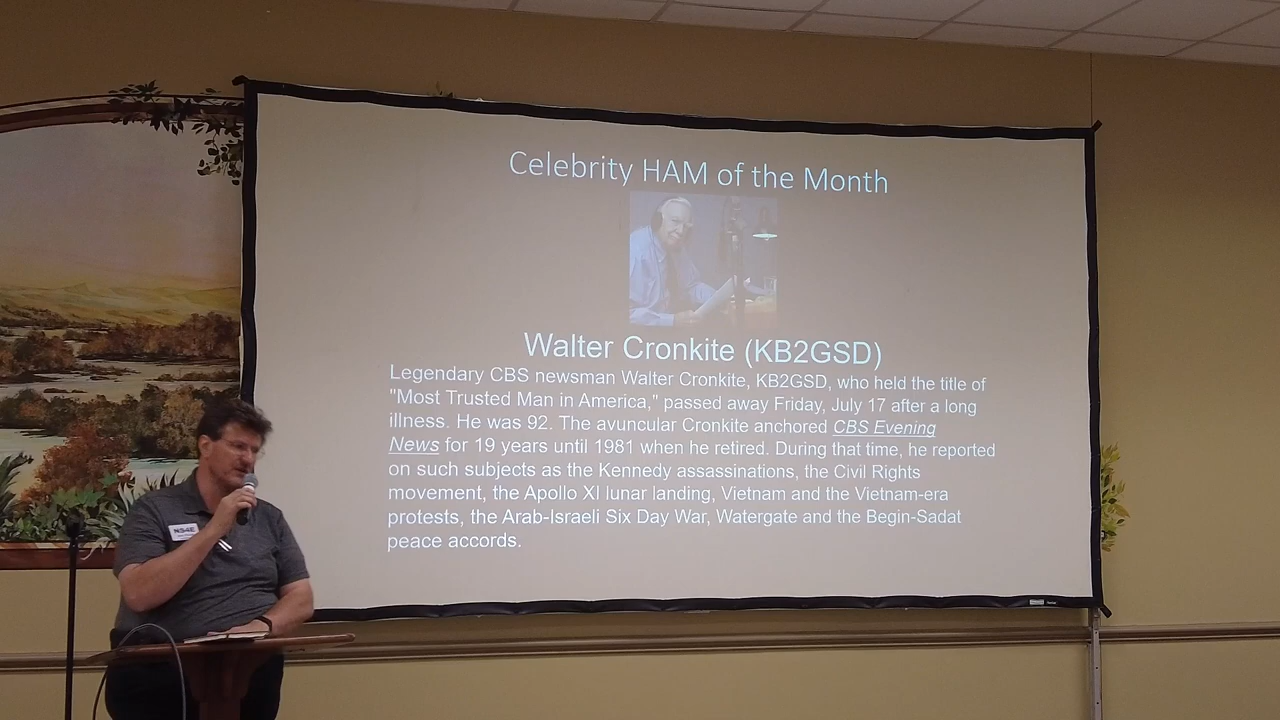 Celebrity HAM of the Month
Walter Cronkite (KB2GSD)
Legendary CBS newsman Walter Cronkite, KB2GSD, who held the title of
"Most Trusted Man in America," passed away Friday, July 17 after a long
illness. He was 92. The avuncular Cronkite anchored CBS Evening
News for 19 years until 1981 when he retired. During that time, he reported
on such subjects as the Kennedy assassinations, the Civil Rights
movement, the Apollo XI lunar landing, Vietnam and the Vietnam-era
protests, the Arab-Israeli Six Day War, Watergate and the Begin-Sadat
peace accords.